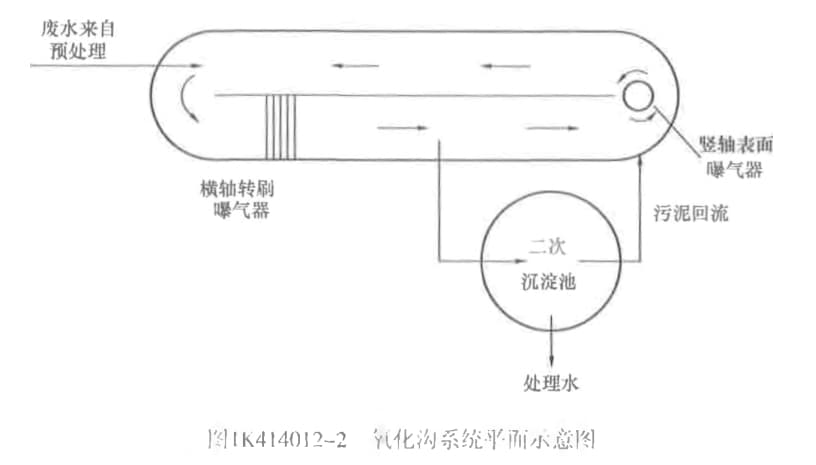 废水来自
预处理
竖轴表面
曝气器
横轴转刷
曝气器
污泥回流
二次
沉淀池
处理水
图1K414012-2 氧化沟系统平面示意图